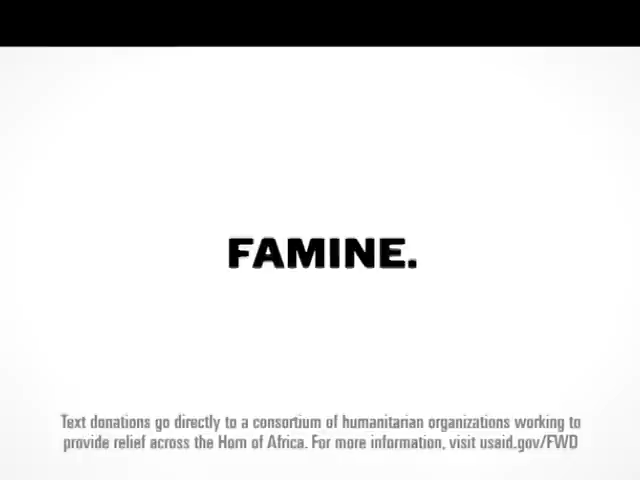 FAMINE.
Text donations go directly to a consortium of humanitarian organizations working to
provide relief across the Horn of Africa. For more information, visit usaid.gov/FWD